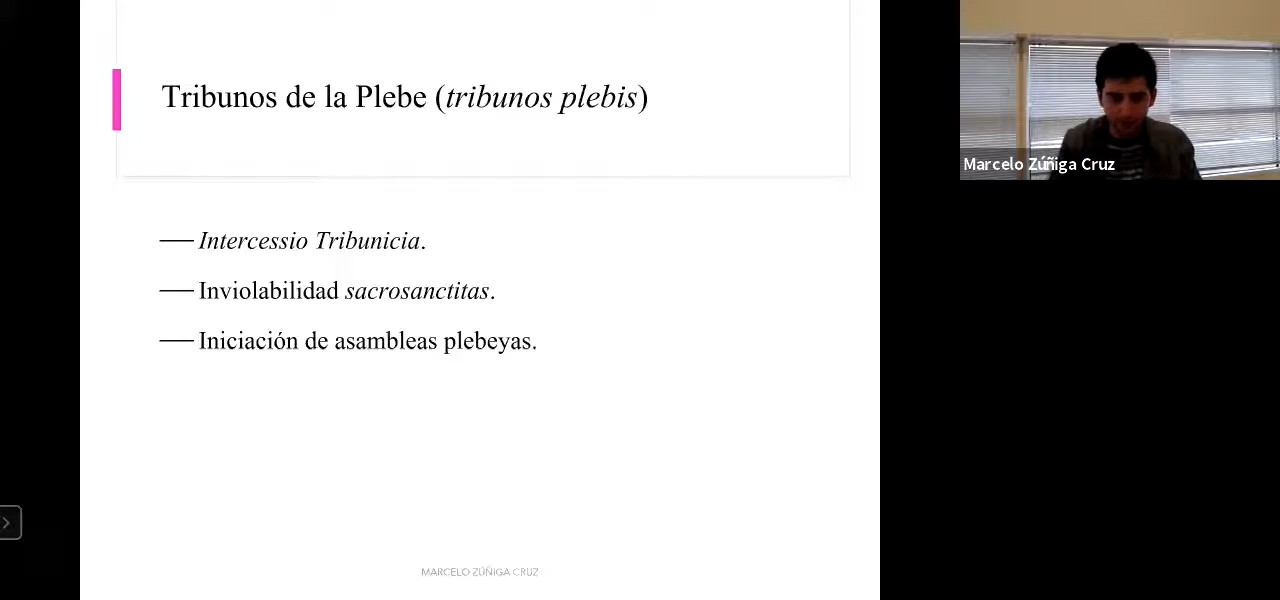 Tribunos de la Plebe (tribunos plebis)
— Intercessio Tribunicia.
— Inviolabilidad sacrosanctitas.
— Iniciación de asambleas plebeyas.
MARCELO ZÚÑIGA CRUZ
Marcelo Zúñiga Cruz